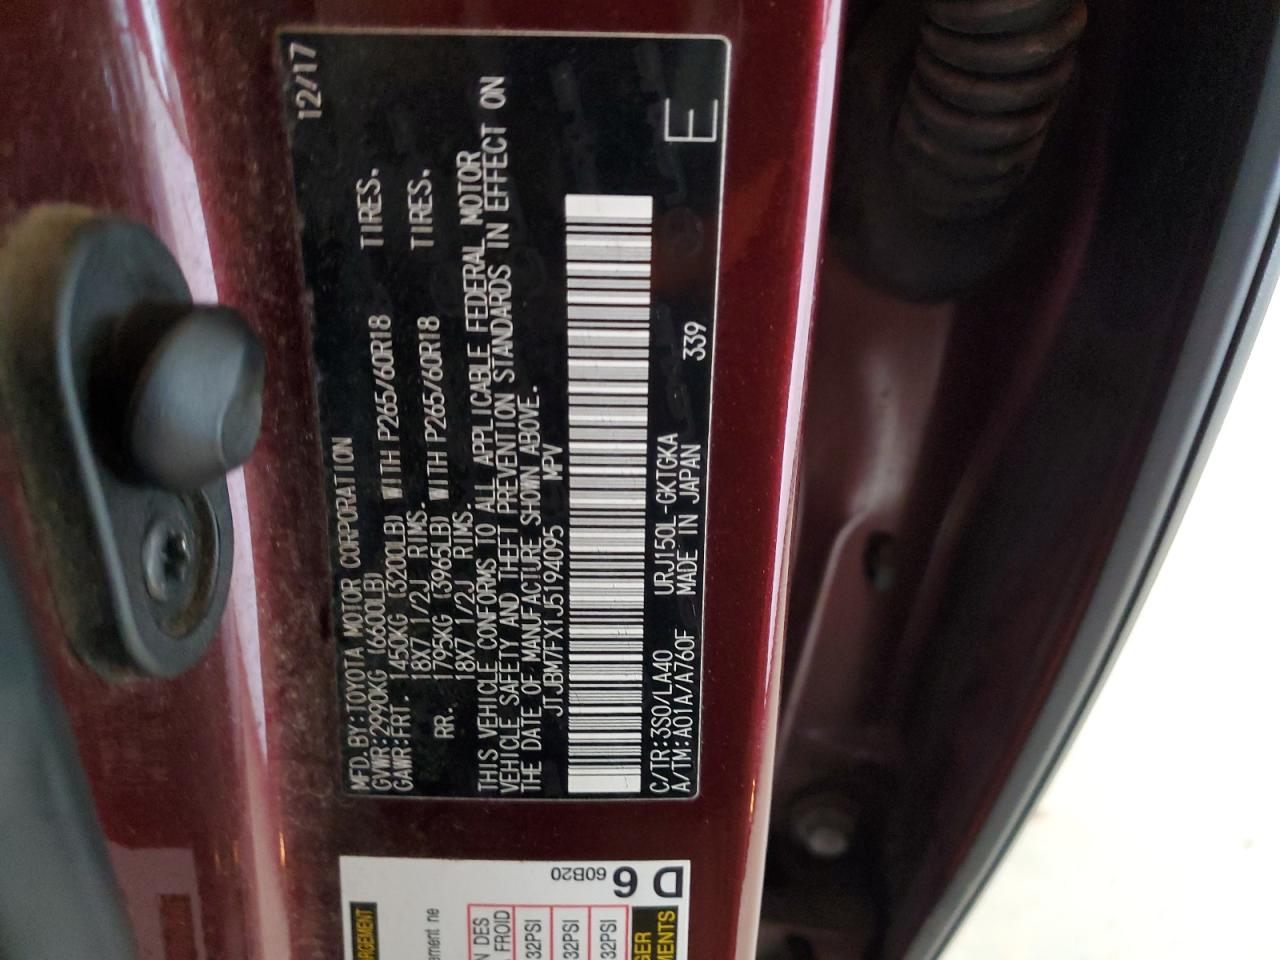 12/17
MFD.BY:TOYOTA MOTOR CORPORATION
GVWR:2990KG (6600LB)
GAWR:FRT. 1450KG (3200LB) WITH P265/60R18 TIRES.
18X7 1/2J RIMS.
RR. 1795KG (3965LB) WITH P265/60R18 TIRES.
18X7 1/2J RIMS.
THIS VEHICLE CONFORMS TO ALL APPLICABLE FEDERAL MOTOR
VEHICLE SAFETY AND THEFT PREVENTION STANDARDS IN EFFECT ON
THE DATE OF MANUFACTURE SHOWN ABOVE.
JTJBM7FX1J5194095 MPV
C/TR:3S0/LA40 URJ150L-GKTGKA
A/TM:A01A/A760F MADE IN JAPAN 339
E
60B20
D 6
DES
FROID
32PSI
32PSI
32PSI